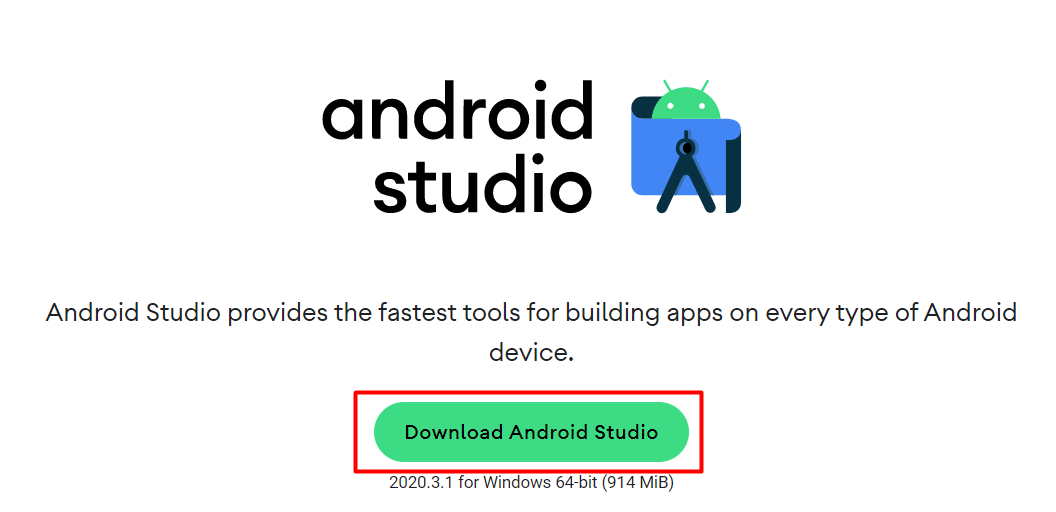 android
studio
Android Studio provides the fastest tools for building apps on every type of Android
device.
Download Android Studio
2020.3.1 for Windows 64-bit (914 MiB)